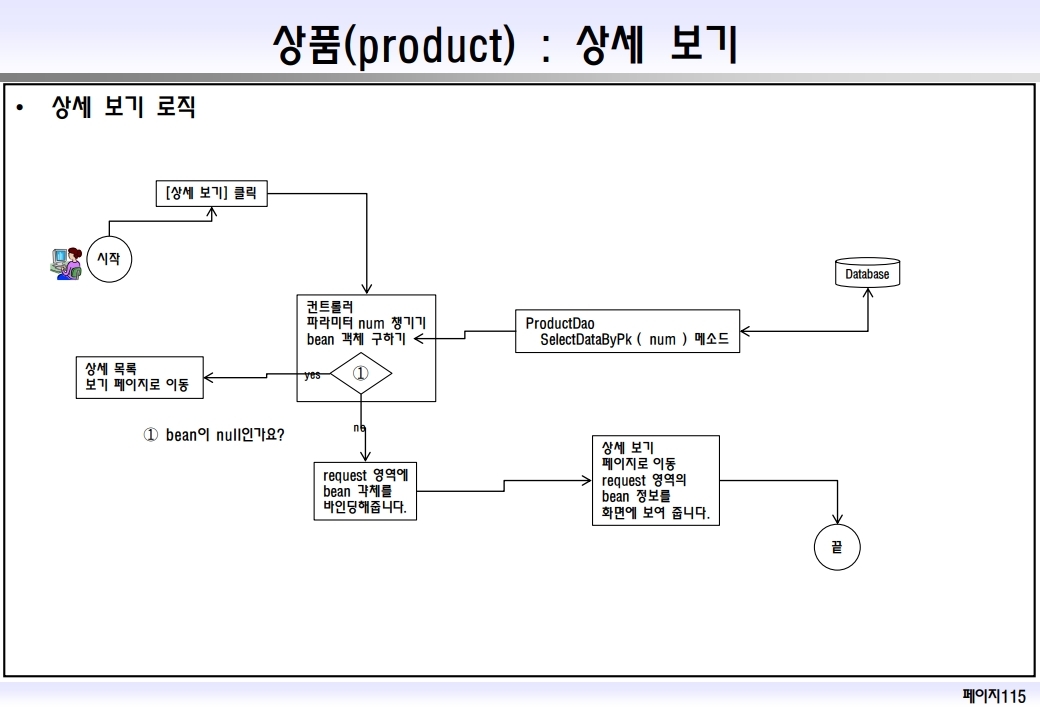 상품(product) : 상세 보기
• 상세 보기 로직
[상세 보기] 클릭
시작
Database
컨트롤러
파라미터 num 챙기기
bean 객체 구하기
ProductDao
SelectDataByPk ( num ) 메소드
상세 목록
보기 페이지로 이동
yes
①
① bean이 null인가요?
no
request 영역에
bean 갹체를
바인딩해줍니다.
상세 보기
페이지로 이동
request 영역의
bean 정보를
화면에 보여 줍니다.
끝
페이지115